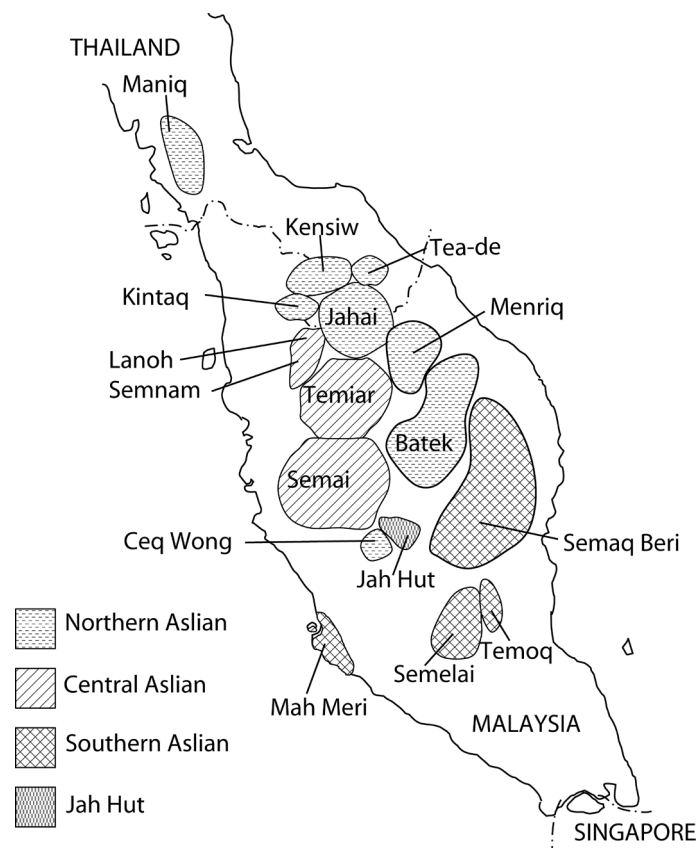 THAILAND
Maniq
Kensiw
Tea-de
Kintaq
Jahai
Menriq
Lanoh
Semnam
Temiar
Batek
Semai
Ceq Wong
Semaq Beri
Jah Hut
Northern Aslian
Temoq
Semelai
Central Aslian
Mah Meri
MALAYSIA
Southern Aslian
Jah Hut
SINGAPORE